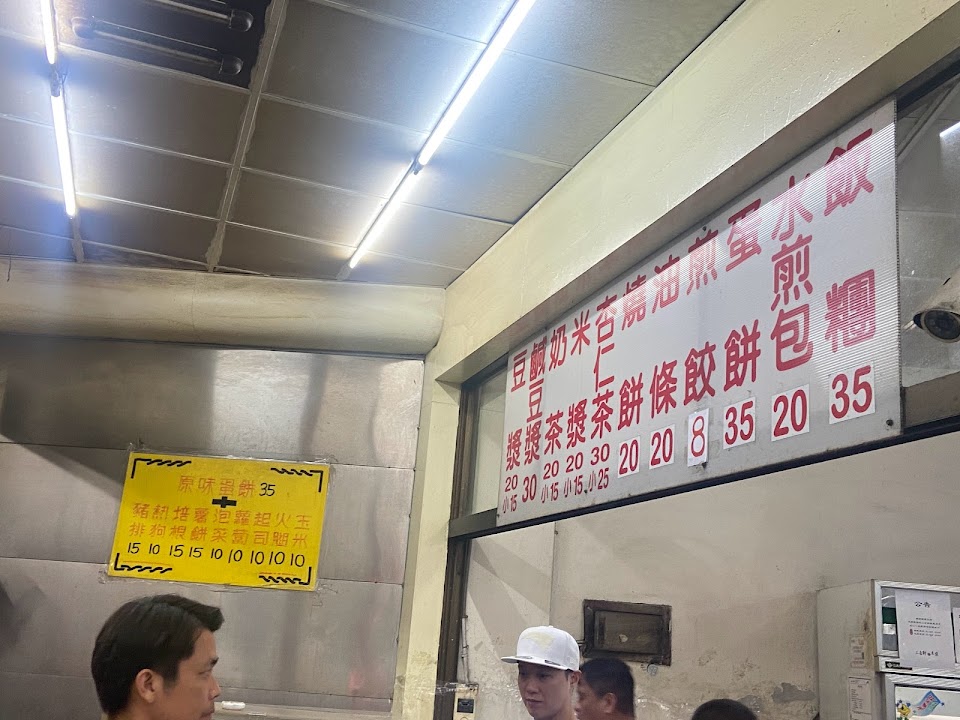 飯糰 35
水煎包 20
蛋餅 35
煎餃 8
油條 20
燒餅 20
杏仁茶 30 小25
米漿 20 小15
奶茶 20 小15
鹹豆漿 30
豆漿 20 小15
原味蛋餅35
+
豬排 15
熱狗 10
培根 15
薯餅 15
泡菜 10
蘿蔔 10
起司 10
火腿 10
玉米 10
公告